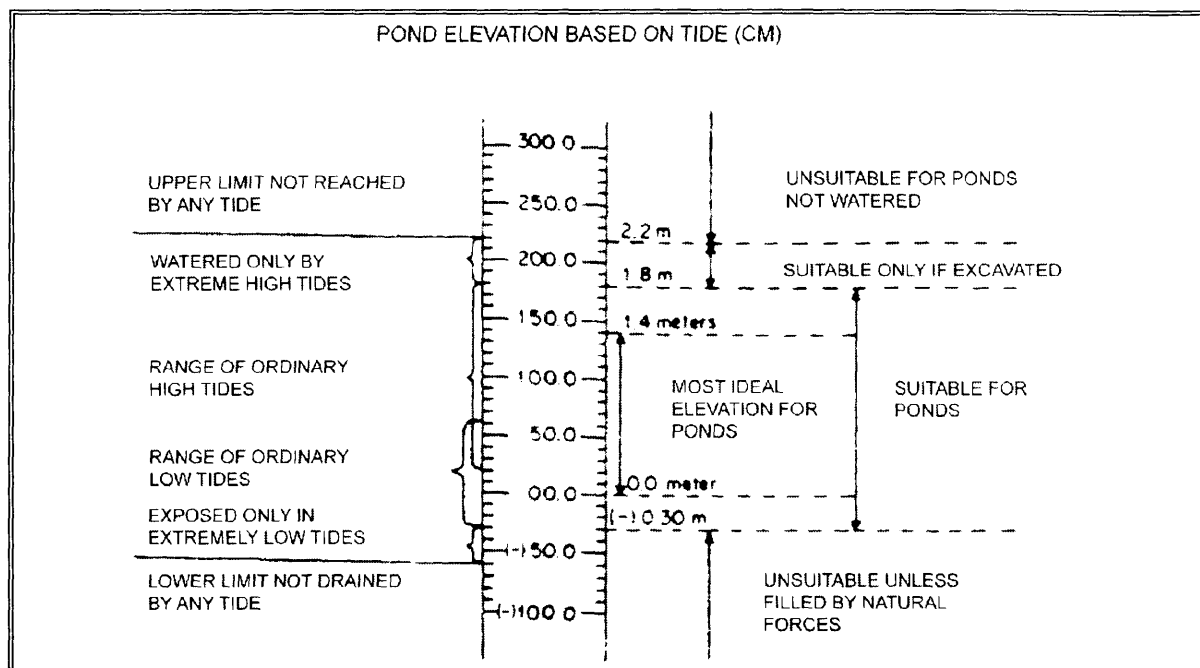 POND ELEVATION BASED ON TIDE (CM)
UPPER LIMIT NOT REACHED
BY ANY TIDE
WATERED ONLY BY
EXTREME HIGH TIDES
RANGE OF ORDINARY
HIGH TIDES
RANGE OF ORDINARY
LOW TIDES
EXPOSED ONLY IN
EXTREMELY LOW TIDES
LOWER LIMIT NOT DRAINED
BY ANY TIDE
300.0
250.0
200.0
150.0
100.0
50.0
00.0
(-)50.0
(-)100.0
2.2 m
1.8 m
1.4 meters
0.0 meter
(-)0.30 m
MOST IDEAL
ELEVATION FOR
PONDS
UNSUITABLE FOR PONDS
NOT WATERED
SUITABLE ONLY IF EXCAVATED
SUITABLE FOR
PONDS
UNSUITABLE UNLESS
FILLED BY NATURAL
FORCES